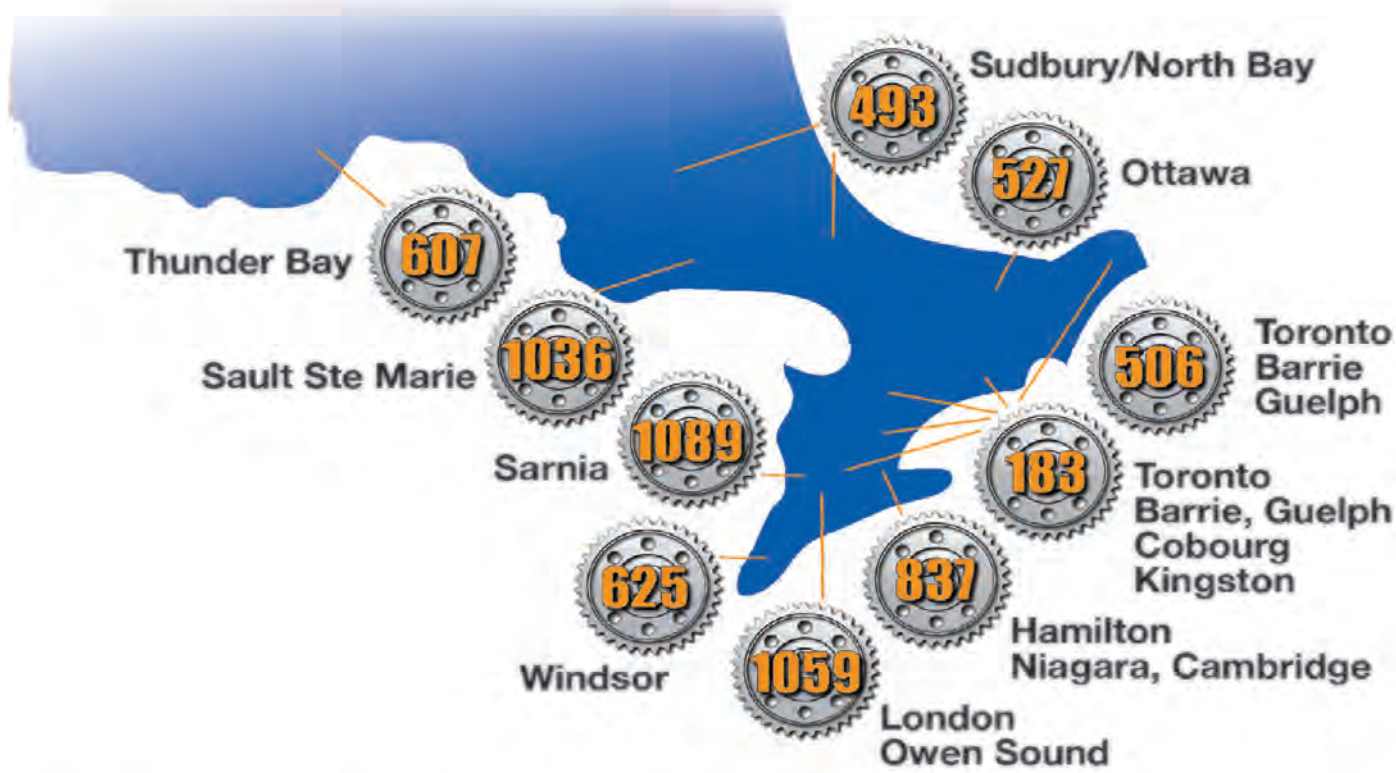 493
Sudbury/North Bay
527
Ottawa
607
Thunder Bay
1036
Sault Ste Marie
506
Toronto
Barrie
Guelph
1089
Sarnia
183
Toronto
Barrie, Guelph
Cobourg
Kingston
625
Windsor
837
Hamilton
Niagara, Cambridge
1059
London
Owen Sound